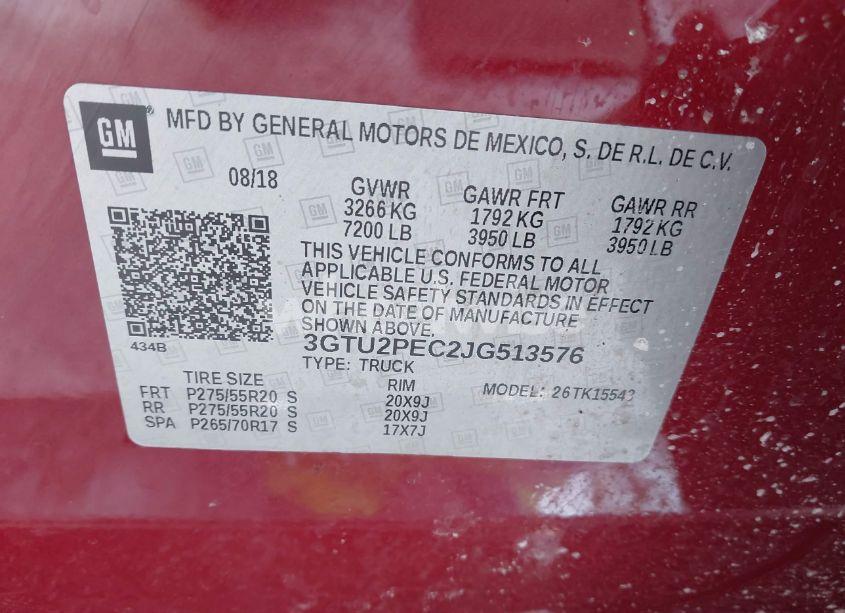 GM
MFD BY GENERAL MOTORS DE MEXICO, S. DE R.L. DE C.V.
08/18
GVWR GAWR FRT GAWR RR
3266 KG 1792 KG 1792 KG
7200 LB 3950 LB 3950 LB
THIS VEHICLE CONFORMS TO ALL
APPLICABLE U.S. FEDERAL MOTOR
VEHICLE SAFETY STANDARDS IN EFFECT
ON THE DATE OF MANUFACTURE
SHOWN ABOVE.
434B
3GTU2PEC2JG513576
TYPE: TRUCK
TIRE SIZE RIM MODEL: 26TK15543
FRT P275/55R20 S 20X9J
RR P275/55R20 S 20X9J
SPA P265/70R17 S 17X7J